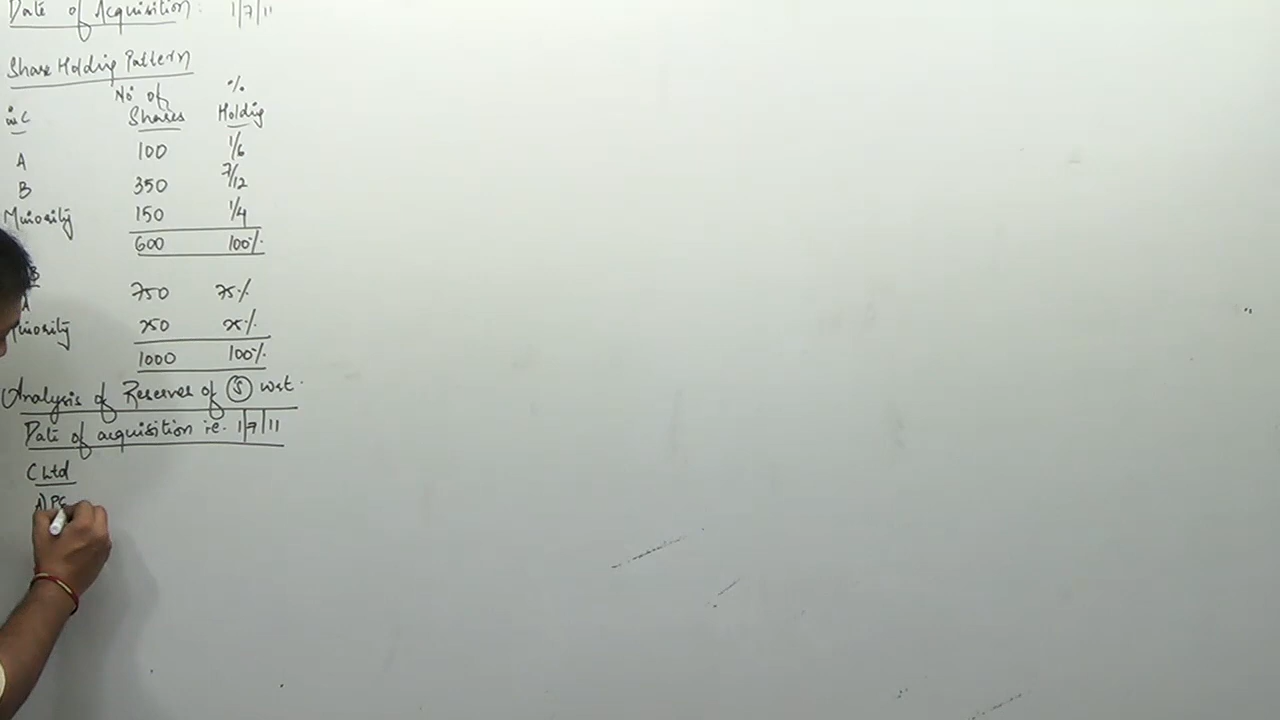 Date of Acquisition: 1/7/11
Share Holding Pattern
No. of %
in C Shares Holding
A 100 1/6
B 350 7/12
Minority 150 1/4
600 100%
B
A 750 75%
Minority 250 25%
1000 100%
Analysis of Reserves of (S) wrt.
Date of acquisition i.e. 1/7/11
C Ltd